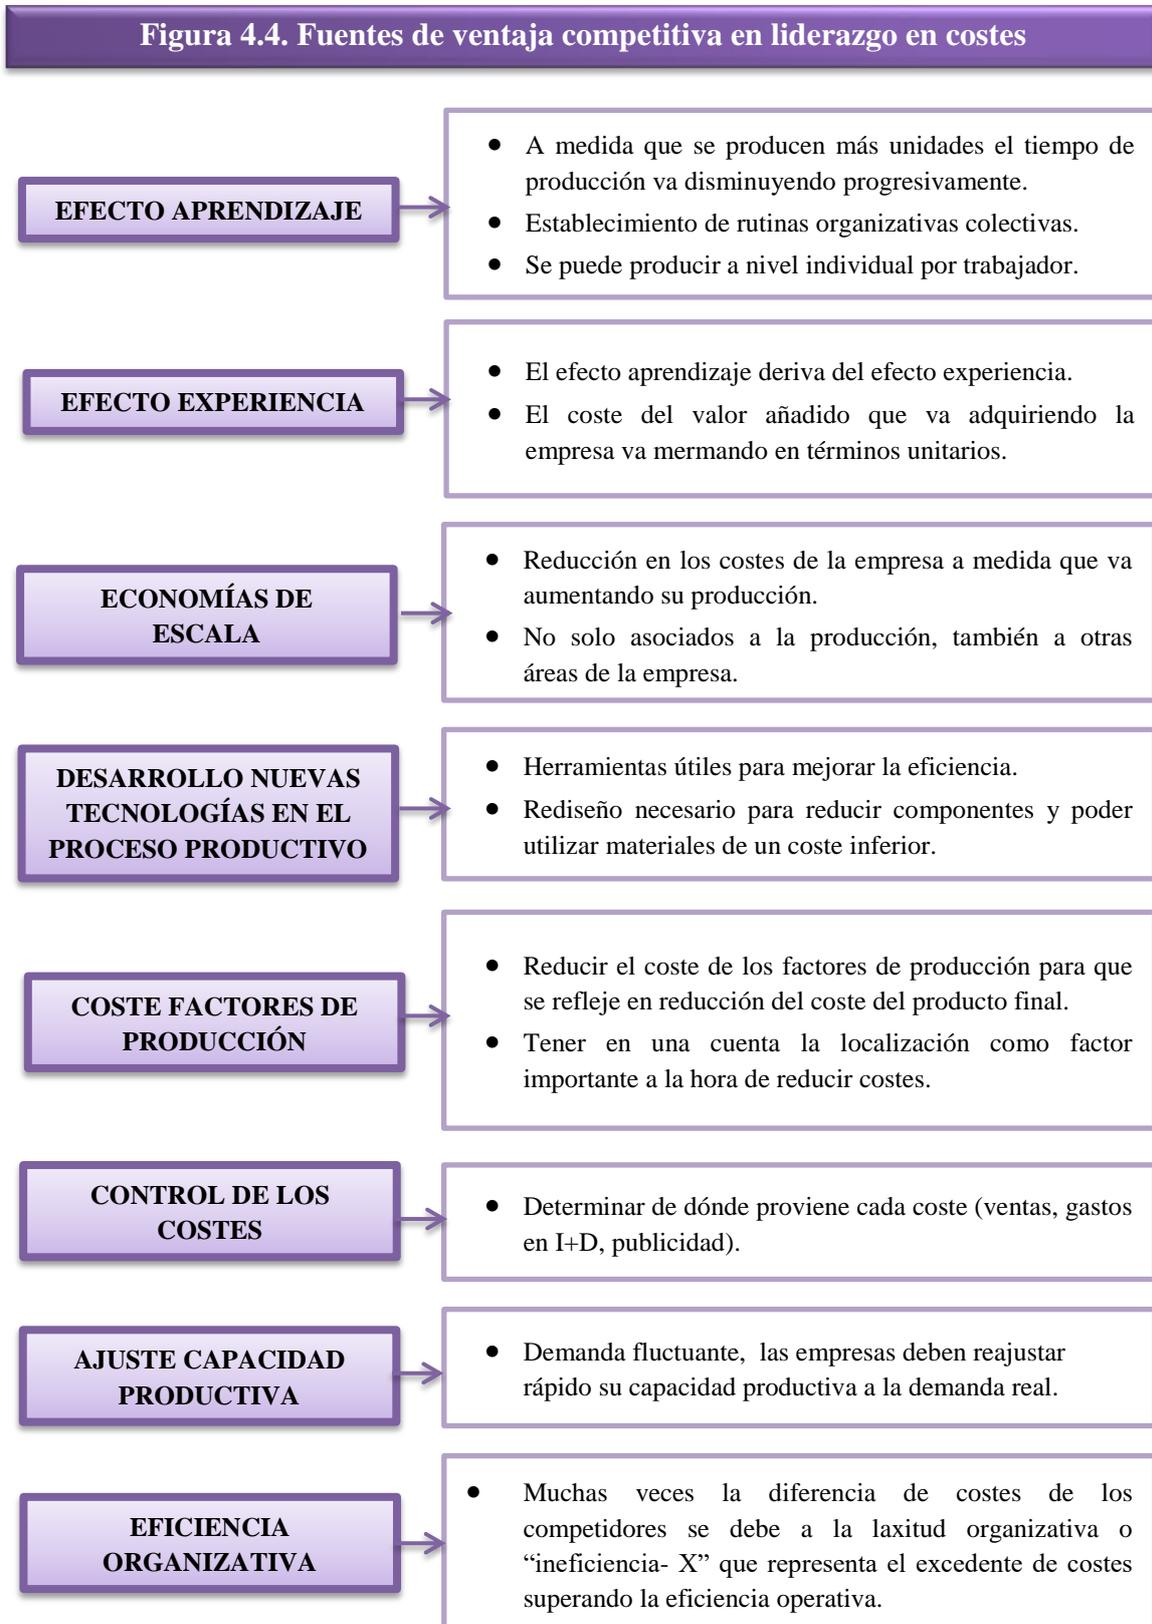 Figura 4.4. Fuentes de ventaja competitiva en liderazgo en costes
EFECTO APRENDIZAJE
• A medida que se producen más unidades el tiempo de
producción va disminuyendo progresivamente.
• Establecimiento de rutinas organizativas colectivas.
• Se puede producir a nivel individual por trabajador.
EFECTO EXPERIENCIA
• El efecto aprendizaje deriva del efecto experiencia.
• El coste del valor añadido que va adquiriendo la
empresa va mermando en términos unitarios.
ECONOMÍAS DE
ESCALA
• Reducción en los costes de la empresa a medida que va
aumentando su producción.
• No solo asociados a la producción, también a otras
áreas de la empresa.
DESARROLLO NUEVAS
TECNOLOGÍAS EN EL
PROCESO PRODUCTIVO
• Herramientas útiles para mejorar la eficiencia.
• Rediseño necesario para reducir componentes y poder
utilizar materiales de un coste inferior.
COSTE FACTORES DE
PRODUCCIÓN
• Reducir el coste de los factores de producción para que
se refleje en reducción del coste del producto final.
• Tener en una cuenta la localización como factor
importante a la hora de reducir costes.
CONTROL DE LOS
COSTES
• Determinar de dónde proviene cada coste (ventas, gastos
en I+D, publicidad).
AJUSTE CAPACIDAD
PRODUCTIVA
• Demanda fluctuante, las empresas deben reajustar
rápido su capacidad productiva a la demanda real.
EFICIENCIA
ORGANIZATIVA
• Muchas veces la diferencia de costes de los
competidores se debe a la laxitud organizativa o
“ineficiencia- X” que representa el excedente de costes
superando la eficiencia operativa.